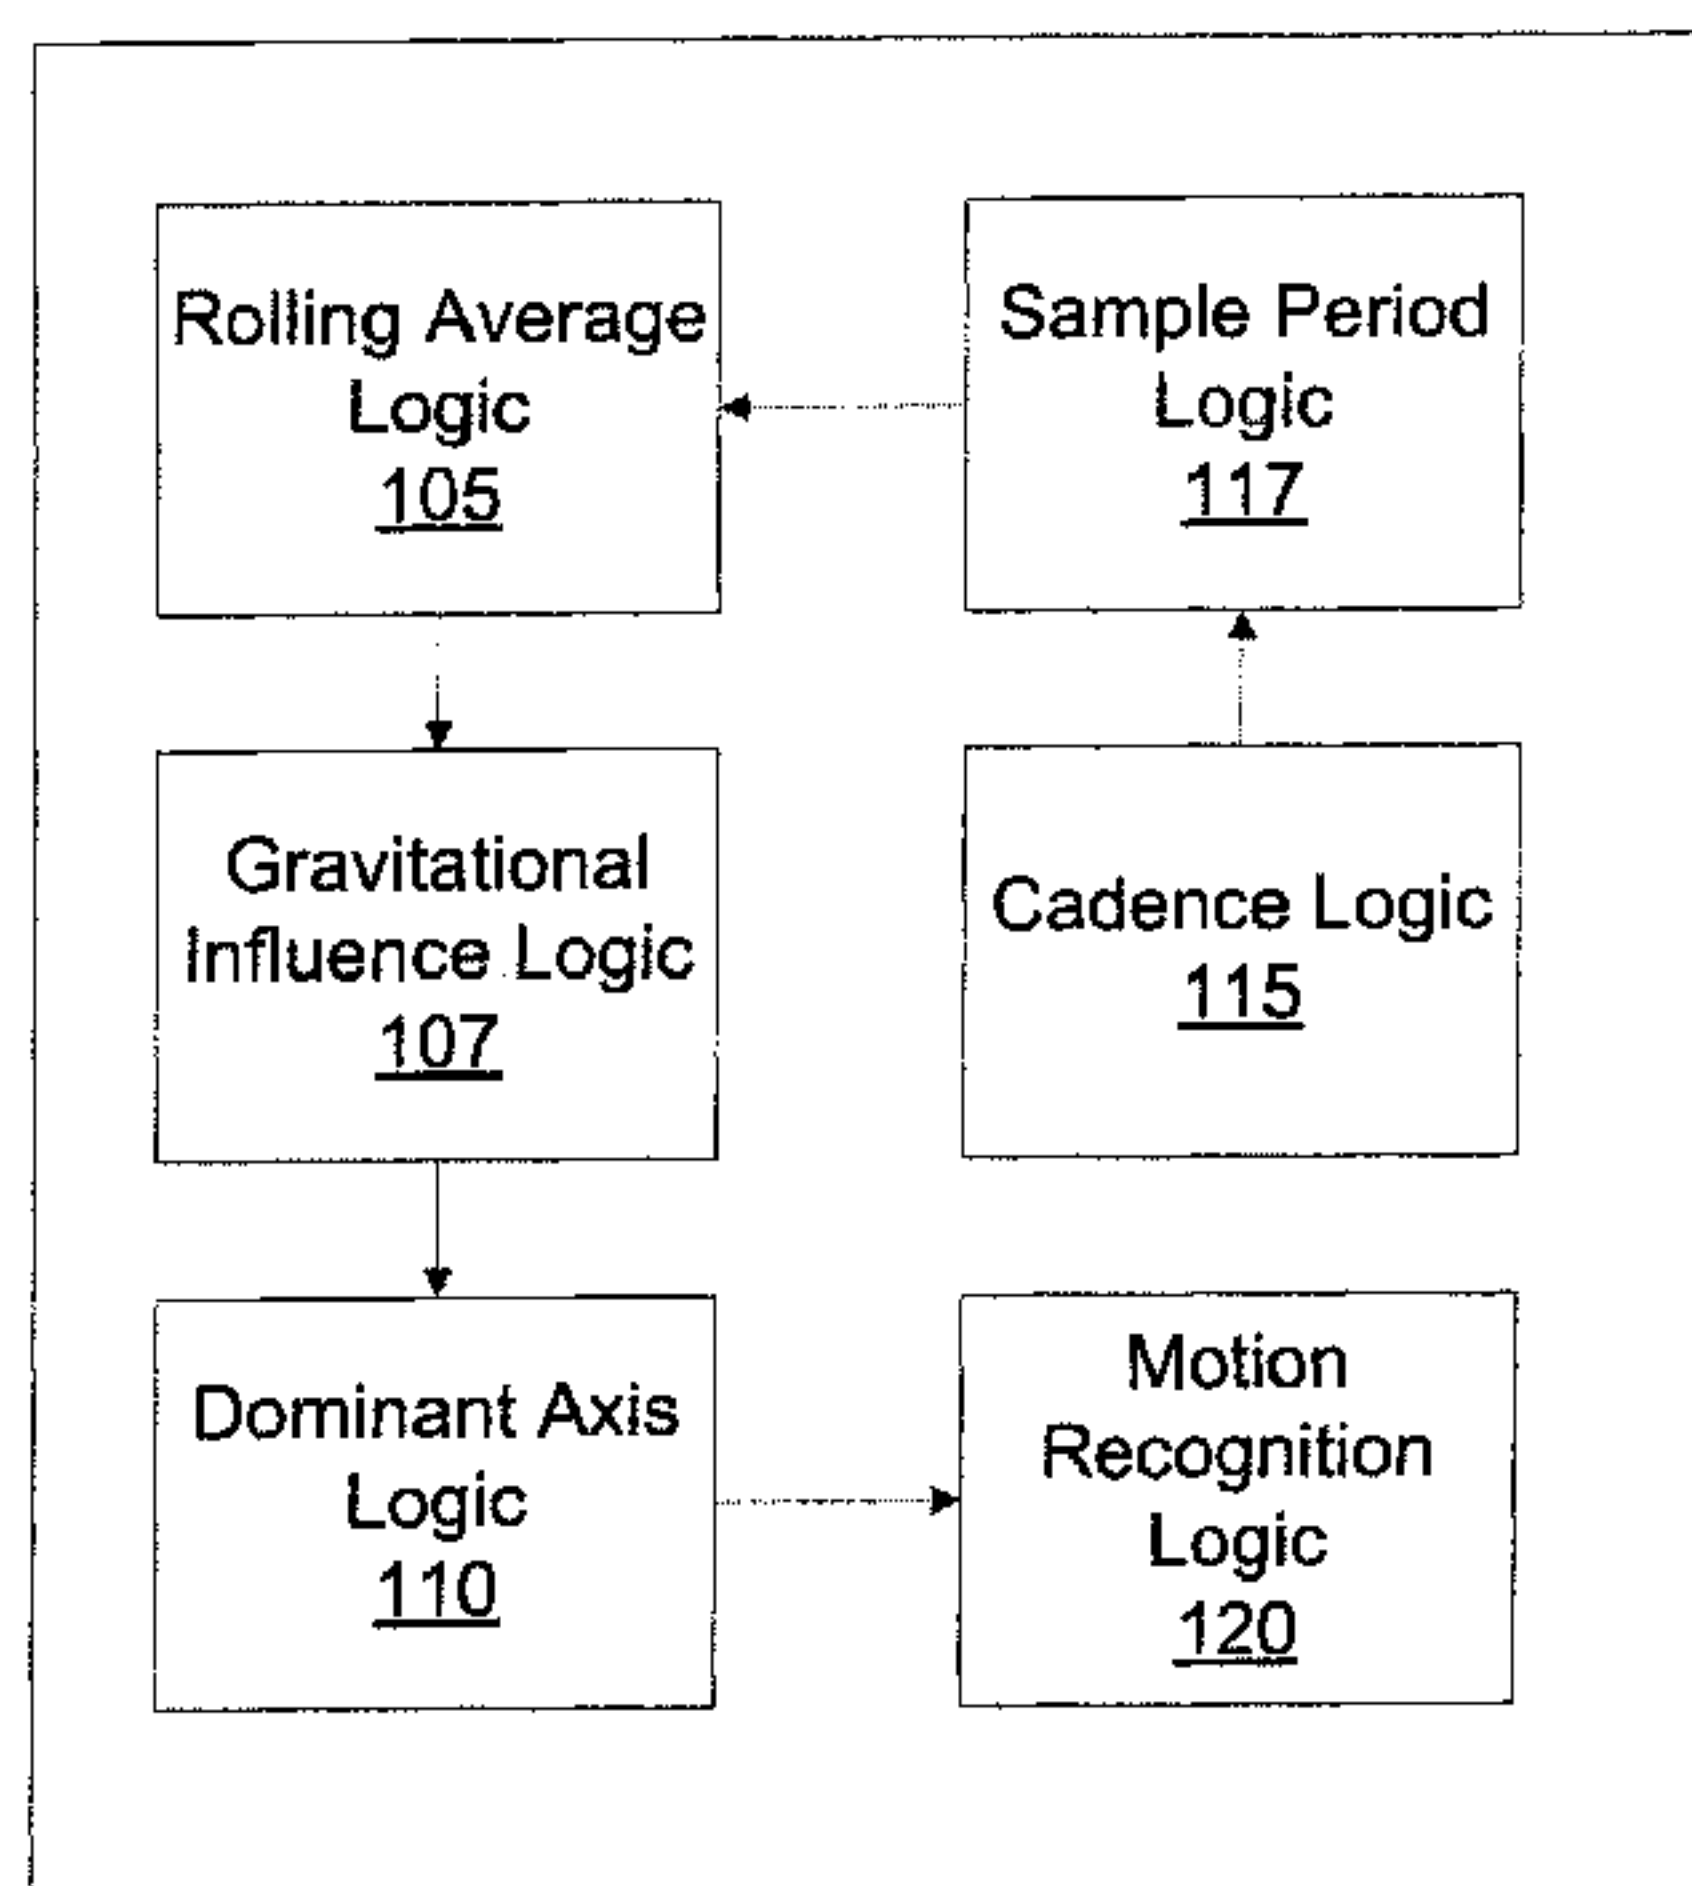 Rolling Average
Logic
105
Sample Period
Logic
117
Gravitational
Influence Logic
107
Cadence Logic
115
Dominant Axis
Logic
110
Motion
Recognition
Logic
120